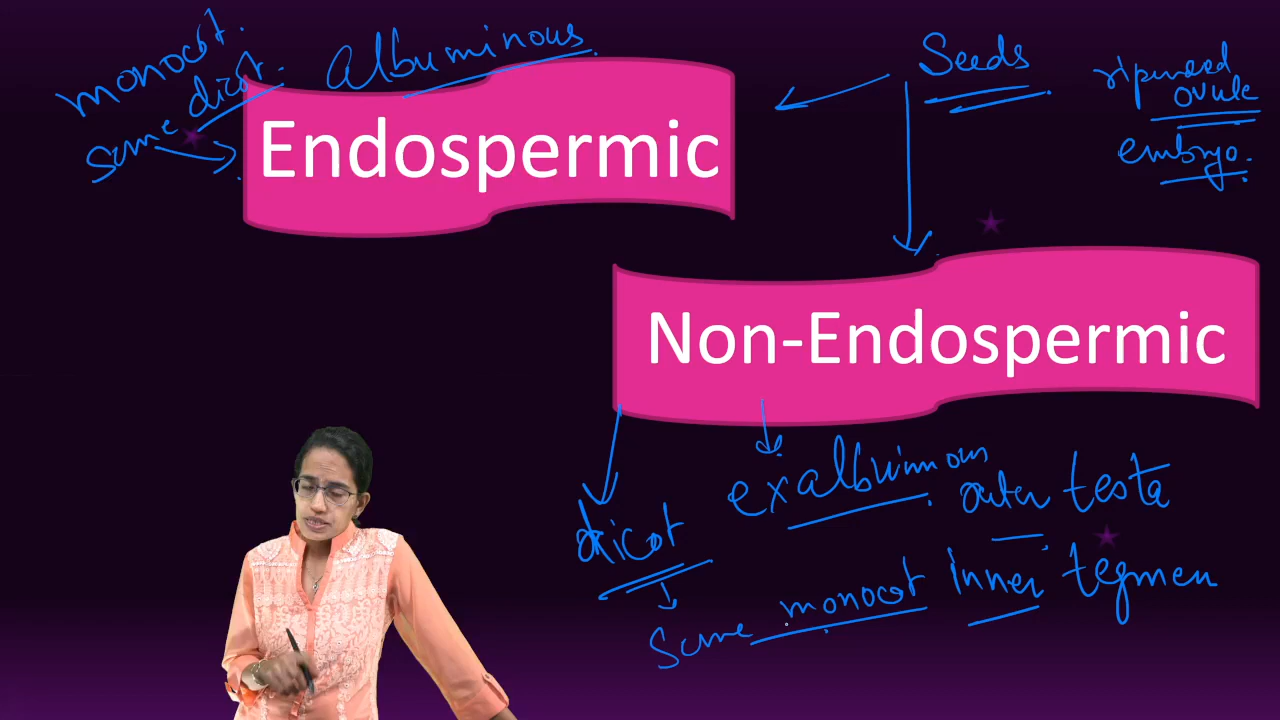 monocot.
some dicot.
albuminous
Seeds
ripened
ovule
embryo.
Endospermic
Non-Endospermic
exalbuminous
outer testa
dicot
inner tegmen
some monocot